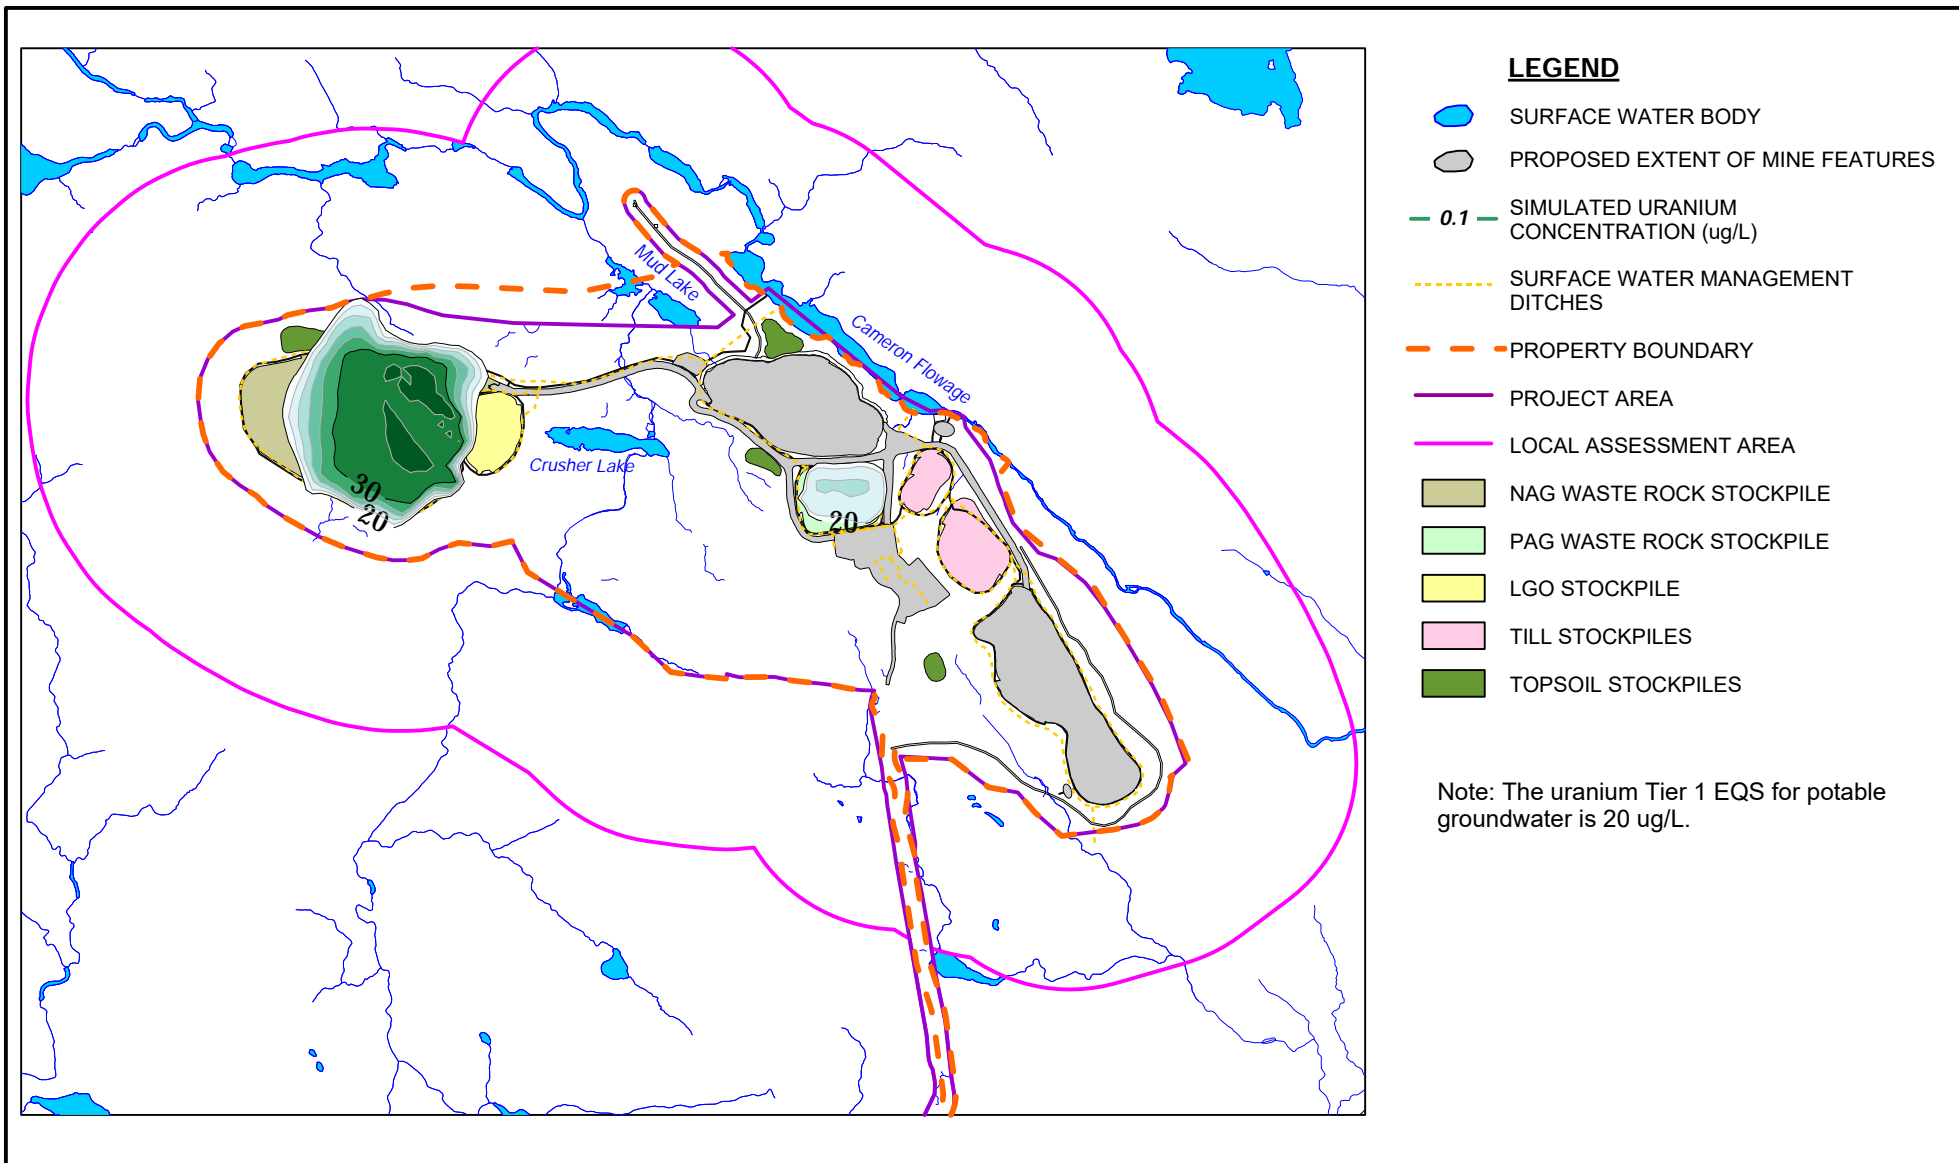 LEGEND
SURFACE WATER BODY
PROPOSED EXTENT OF MINE FEATURES
0.1
SIMULATED URANIUM
CONCENTRATION (ug/L)
SURFACE WATER MANAGEMENT
DITCHES
PROPERTY BOUNDARY
PROJECT AREA
LOCAL ASSESSMENT AREA
NAG WASTE ROCK STOCKPILE
PAG WASTE ROCK STOCKPILE
LGO STOCKPILE
TILL STOCKPILES
TOPSOIL STOCKPILES
Note: The uranium Tier 1 EQS for potable
groundwater is 20 ug/L.
Mud Lake
Cameron Flowage
Crusher Lake
30
20
20